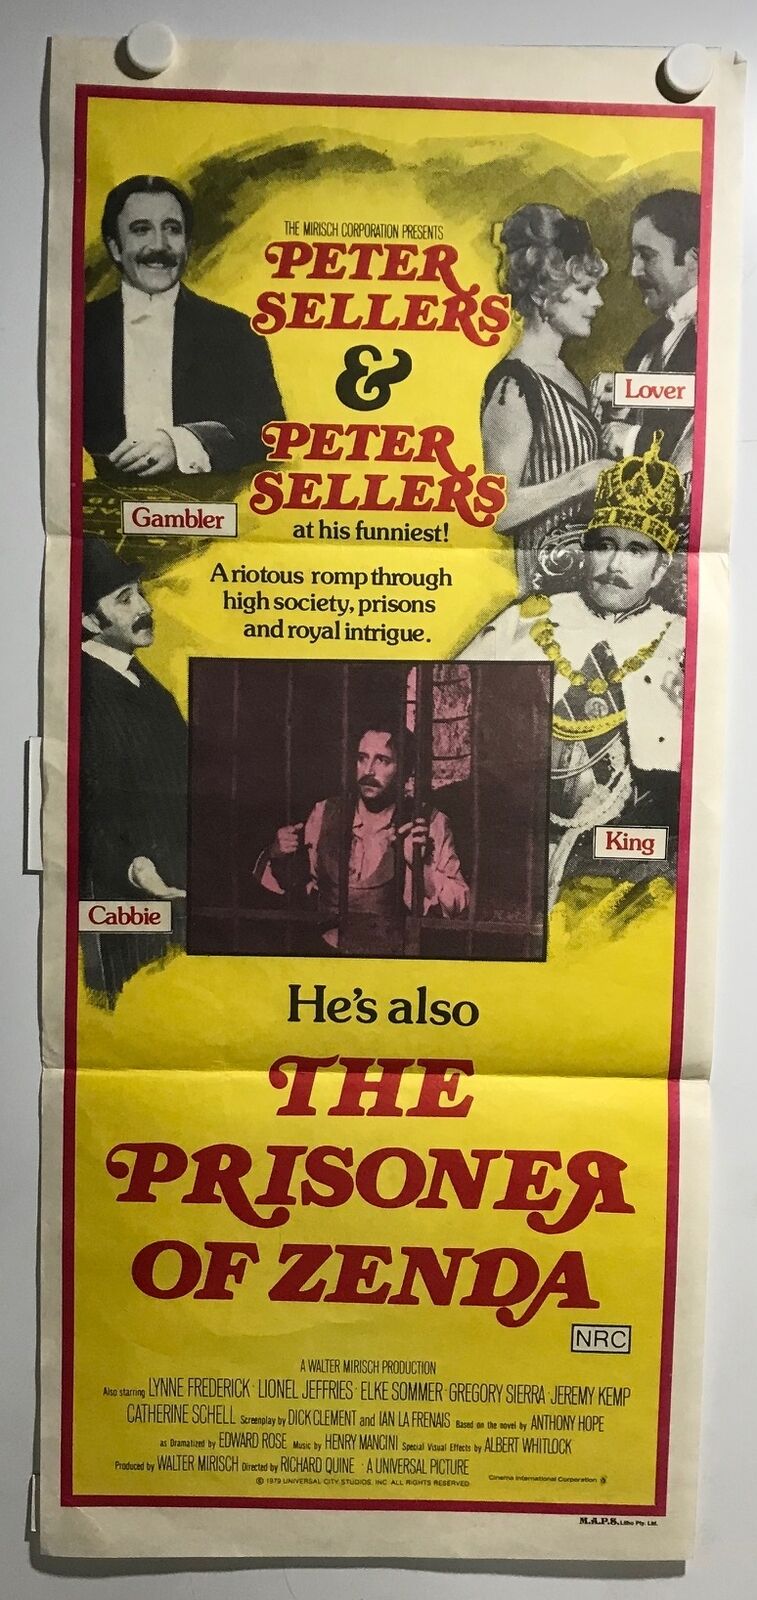 THE MIRISCH CORPORATION PRESENTS
PETER
SELLERS
&
PETER
SELLERS
at his funniest!
Lover
Gambler
A riotous romp through
high society, prisons
and royal intrigue.
King
Cabbie
He's also
THE
PRISONER
OF ZENDA
NRC
A WALTER MIRISCH PRODUCTION
Also starring LYNNE FREDERICK · LIONEL JEFFRIES · ELKE SOMMER · GREGORY SIERRA · JEREMY KEMP
CATHERINE SCHELL Screenplay by DICK CLEMENT and IAN LA FRENAIS Based on the novel by ANTHONY HOPE
as Dramatized by EDWARD ROSE Music by HENRY MANCINI Special Visual Effects by ALBERT WHITLOCK
Produced by WALTER MIRISCH Directed by RICHARD QUINE · A UNIVERSAL PICTURE
© 1979 UNIVERSAL CITY STUDIOS, INC. ALL RIGHTS RESERVED
Cinema International Corporation
M.A.P.S. Litho Pty. Ltd.